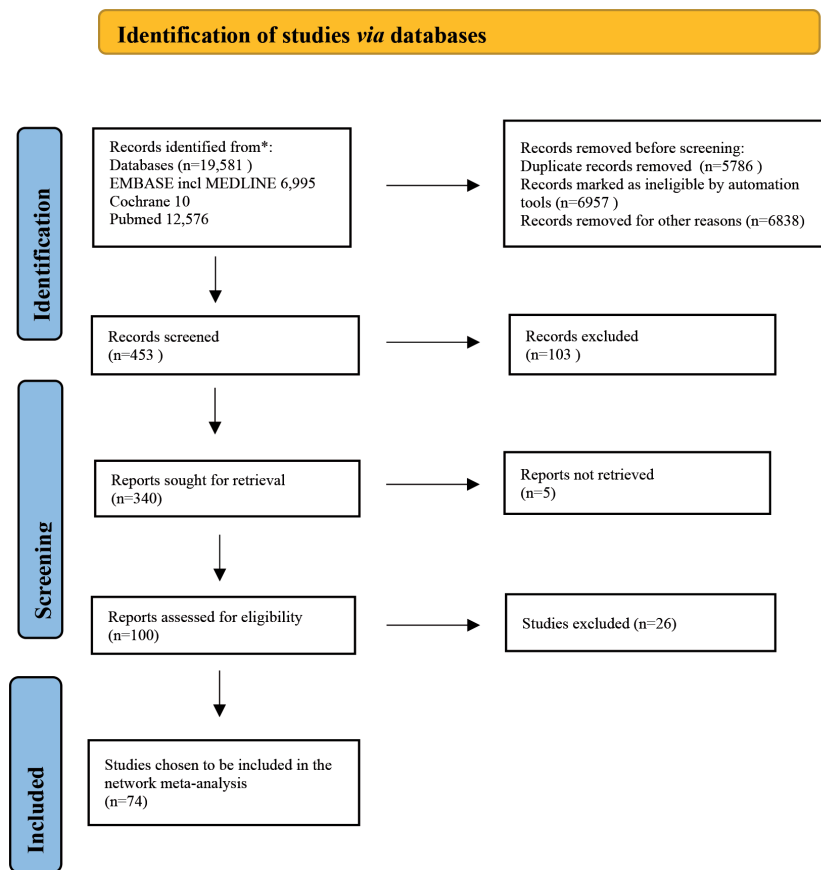 Identification of studies via databases
Identification
Records identified from*:
Databases (n=19,581 )
EMBASE incl MEDLINE 6,995
Cochrane 10
Pubmed 12,576
Records removed before screening:
Duplicate records removed (n=5786 )
Records marked as ineligible by automation
tools (n=6957 )
Records removed for other reasons (n=6838)
Records screened
(n=453 )
Records excluded
(n=103 )
Screening
Reports sought for retrieval
(n=340)
Reports not retrieved
(n=5)
Reports assessed for eligibility
(n=100)
Studies excluded (n=26)
Included
Studies chosen to be included in the
network meta-analysis
(n=74)